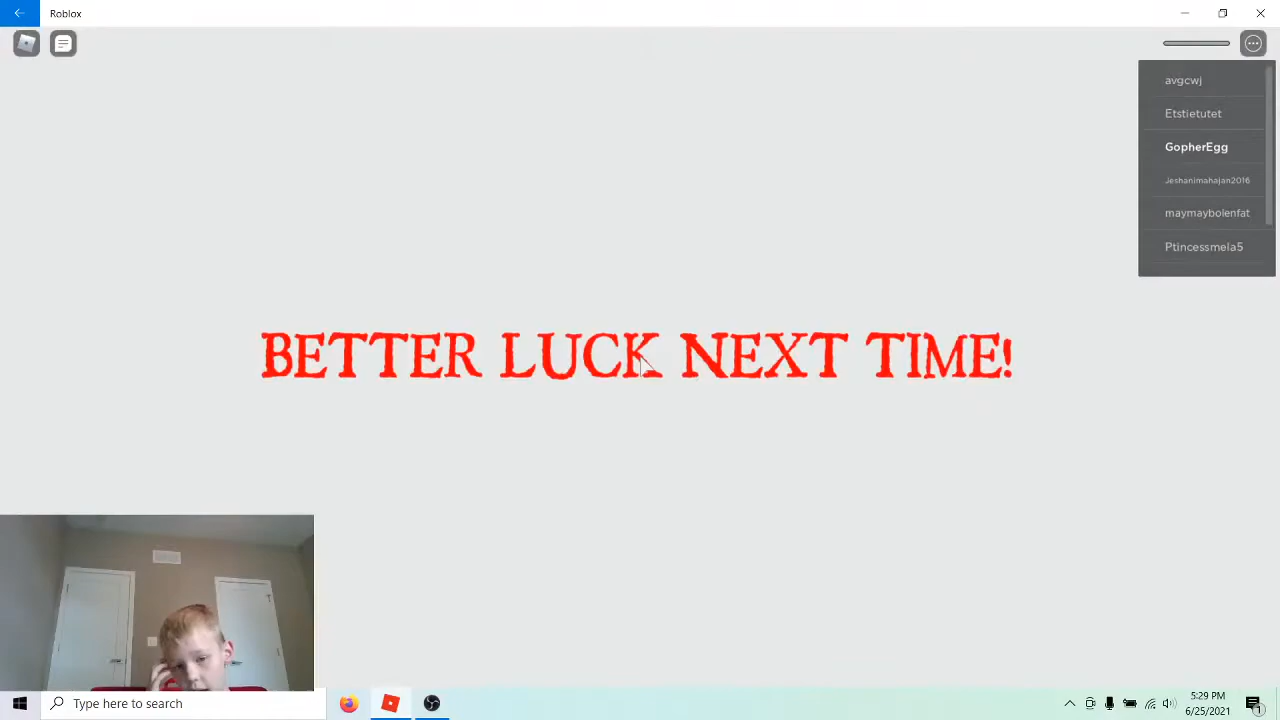 Roblox
avgcwj
Etstietutet
GopherEgg
Jeshanimahajan2016
maymaybolenfat
Ptincessmela5
BETTER LUCK NEXT TIME!
Type here to search
5:29 PM
6/25/2021
1